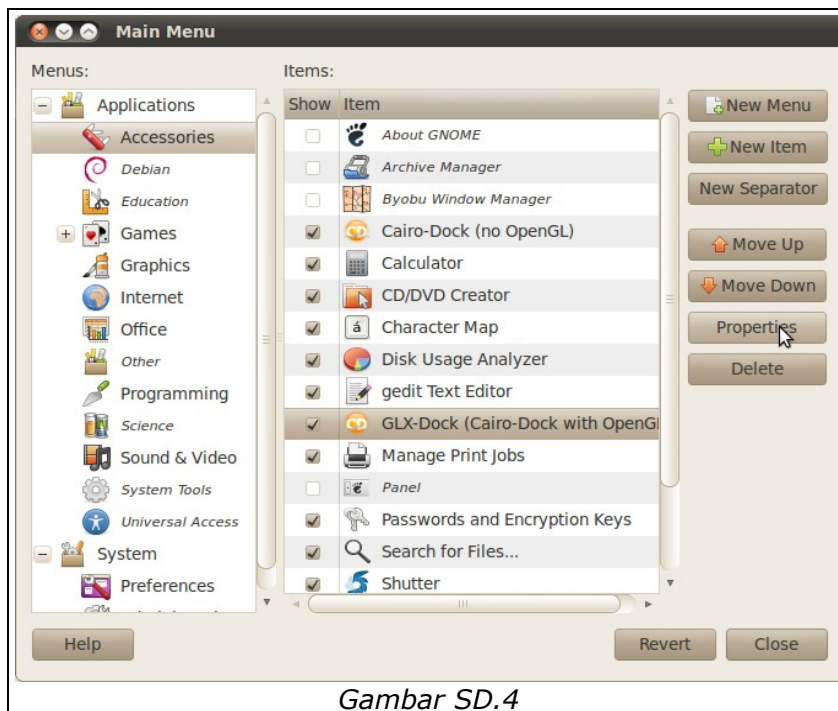 Main Menu
Menus:
Applications
Accessories
Debian
Education
Games
Graphics
Internet
Office
Other
Programming
Science
Sound & Video
System Tools
Universal Access
System
Preferences
Items:
Show Item
About GNOME
Archive Manager
Byobu Window Manager
Cairo-Dock (no OpenGL)
Calculator
CD/DVD Creator
Character Map
Disk Usage Analyzer
gedit Text Editor
GLX-Dock (Cairo-Dock with OpenGl
Manage Print Jobs
Panel
Passwords and Encryption Keys
Search for Files...
Shutter
New Menu
New Item
New Separator
Move Up
Move Down
Properties
Delete
Help
Revert
Close
Gambar SD.4